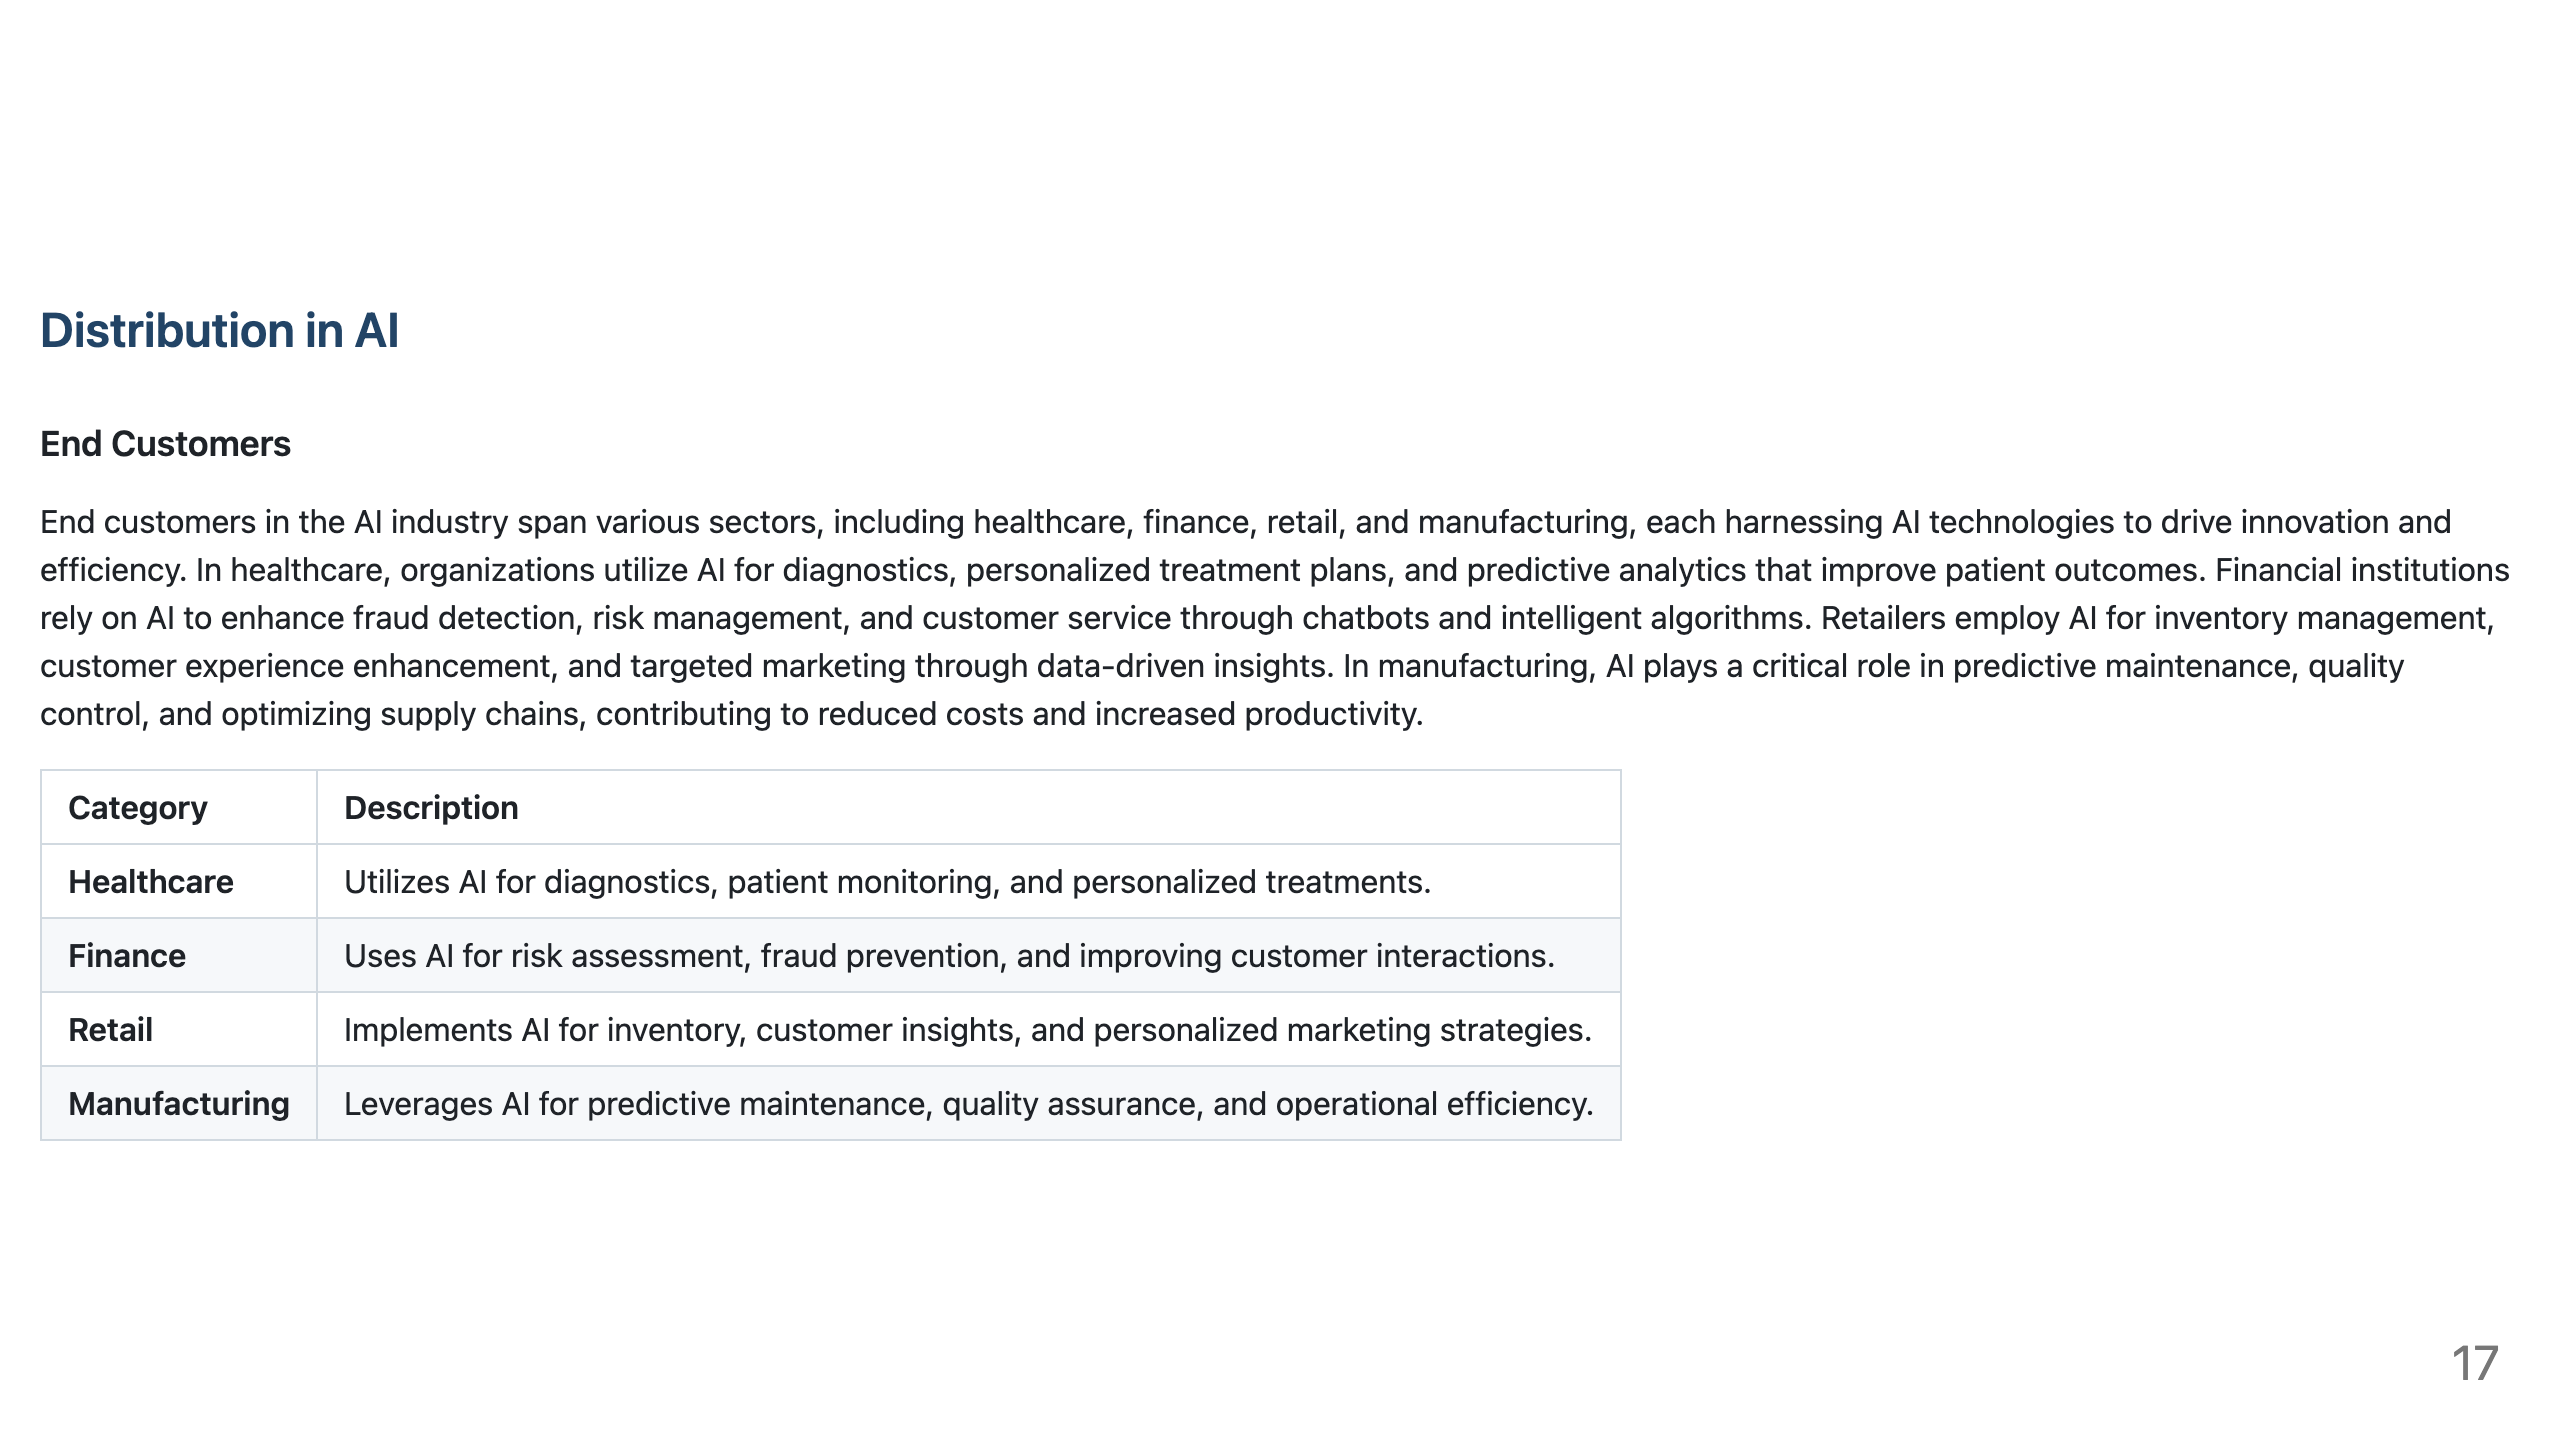 Distribution in AI
End Customers
End customers in the AI industry span various sectors, including healthcare, finance, retail, and manufacturing, each harnessing AI technologies to drive innovation and
efficiency. In healthcare, organizations utilize AI for diagnostics, personalized treatment plans, and predictive analytics that improve patient outcomes. Financial institutions
rely on AI to enhance fraud detection, risk management, and customer service through chatbots and intelligent algorithms. Retailers employ AI for inventory management,
customer experience enhancement, and targeted marketing through data-driven insights. In manufacturing, AI plays a critical role in predictive maintenance, quality
control, and optimizing supply chains, contributing to reduced costs and increased productivity.
Category Description
Healthcare Utilizes AI for diagnostics, patient monitoring, and personalized treatments.
Finance Uses AI for risk assessment, fraud prevention, and improving customer interactions.
Retail Implements AI for inventory, customer insights, and personalized marketing strategies.
Manufacturing Leverages AI for predictive maintenance, quality assurance, and operational efficiency.
17